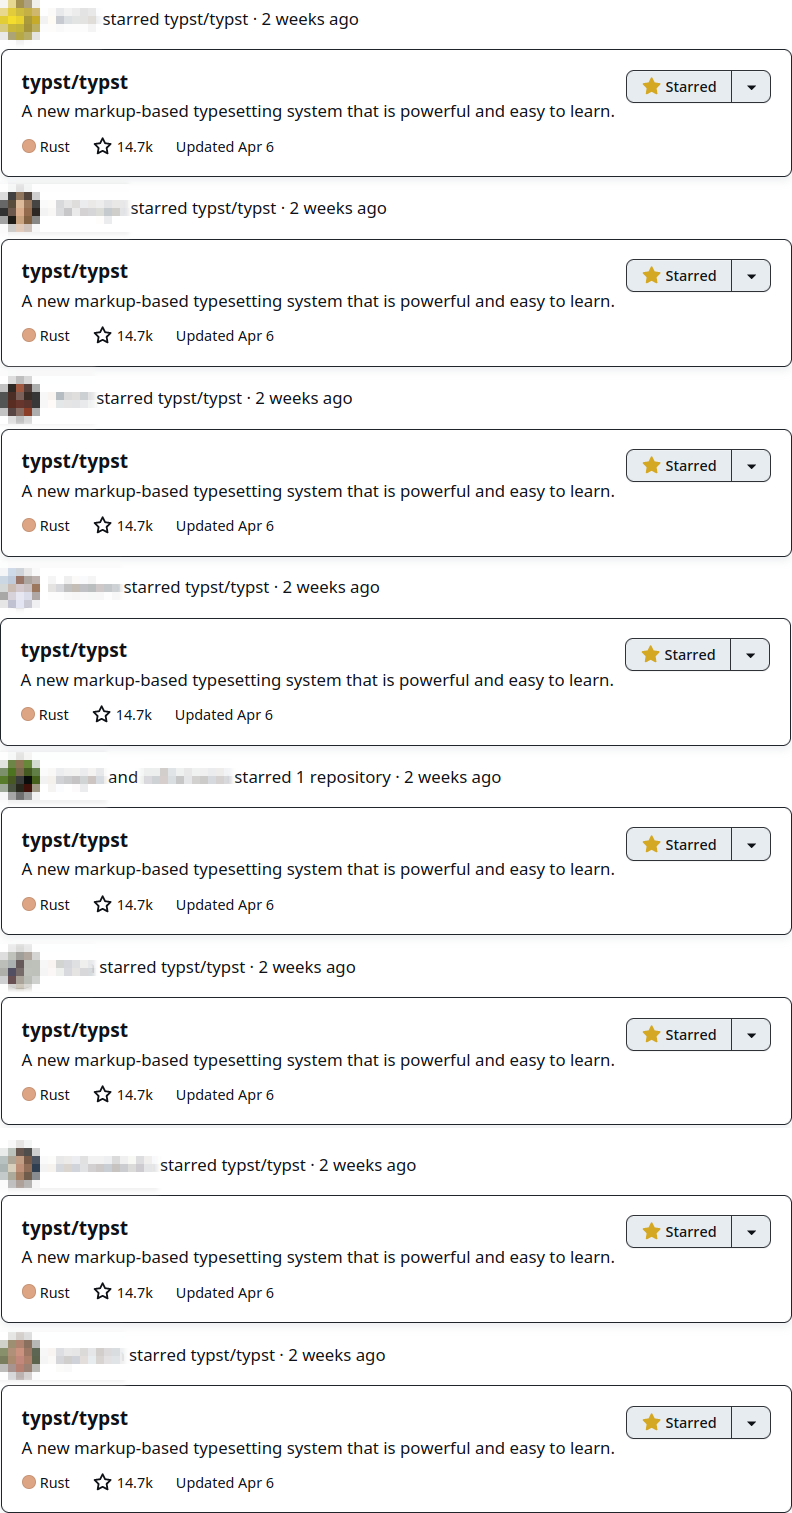 starred typst/typst · 2 weeks ago
typst/typst
Starred
A new markup-based typesetting system that is powerful and easy to learn.
Rust 14.7k Updated Apr 6
starred typst/typst · 2 weeks ago
typst/typst
Starred
A new markup-based typesetting system that is powerful and easy to learn.
Rust 14.7k Updated Apr 6
starred typst/typst · 2 weeks ago
typst/typst
Starred
A new markup-based typesetting system that is powerful and easy to learn.
Rust 14.7k Updated Apr 6
starred typst/typst · 2 weeks ago
typst/typst
Starred
A new markup-based typesetting system that is powerful and easy to learn.
Rust 14.7k Updated Apr 6
and starred 1 repository · 2 weeks ago
typst/typst
Starred
A new markup-based typesetting system that is powerful and easy to learn.
Rust 14.7k Updated Apr 6
starred typst/typst · 2 weeks ago
typst/typst
Starred
A new markup-based typesetting system that is powerful and easy to learn.
Rust 14.7k Updated Apr 6
starred typst/typst · 2 weeks ago
typst/typst
Starred
A new markup-based typesetting system that is powerful and easy to learn.
Rust 14.7k Updated Apr 6
starred typst/typst · 2 weeks ago
typst/typst
Starred
A new markup-based typesetting system that is powerful and easy to learn.
Rust 14.7k Updated Apr 6